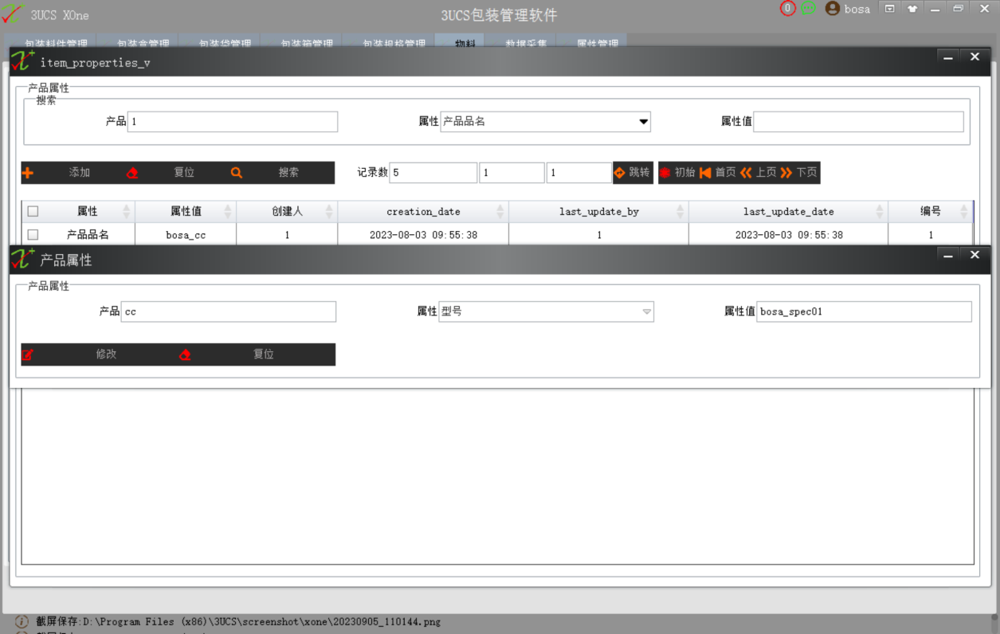 3UCS XOne
3UCS包装管理软件
0
bosa
包装料件管理 包装盒管理 包装袋管理 包装箱管理 包装规格管理 物料 数据采集 属性管理
item_properties_v
产品属性
搜索
产品 1 属性 产品品名 属性值
添加 复位 搜索 记录数 5 1 1 跳转 初始 首页 上页 下页
属性 属性值 创建人 creation_date last_update_by last_update_date 编号
产品品名 bosa_cc 1 2023-08-03 09:55:38 1 2023-08-03 09:55:38 1
产品属性
产品属性
产品 cc 属性 型号 属性值 bosa_spec01
修改 复位
截屏保存:D:\Program Files (x86)\3UCS\screenshot\xone\20230905_110144.png